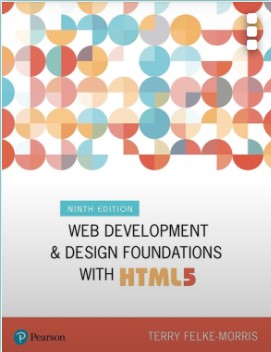 NINTH EDITION
WEB DEVELOPMENT
& DESIGN FOUNDATIONS
WITH HTML5
Pearson
TERRY FELKE-MORRIS